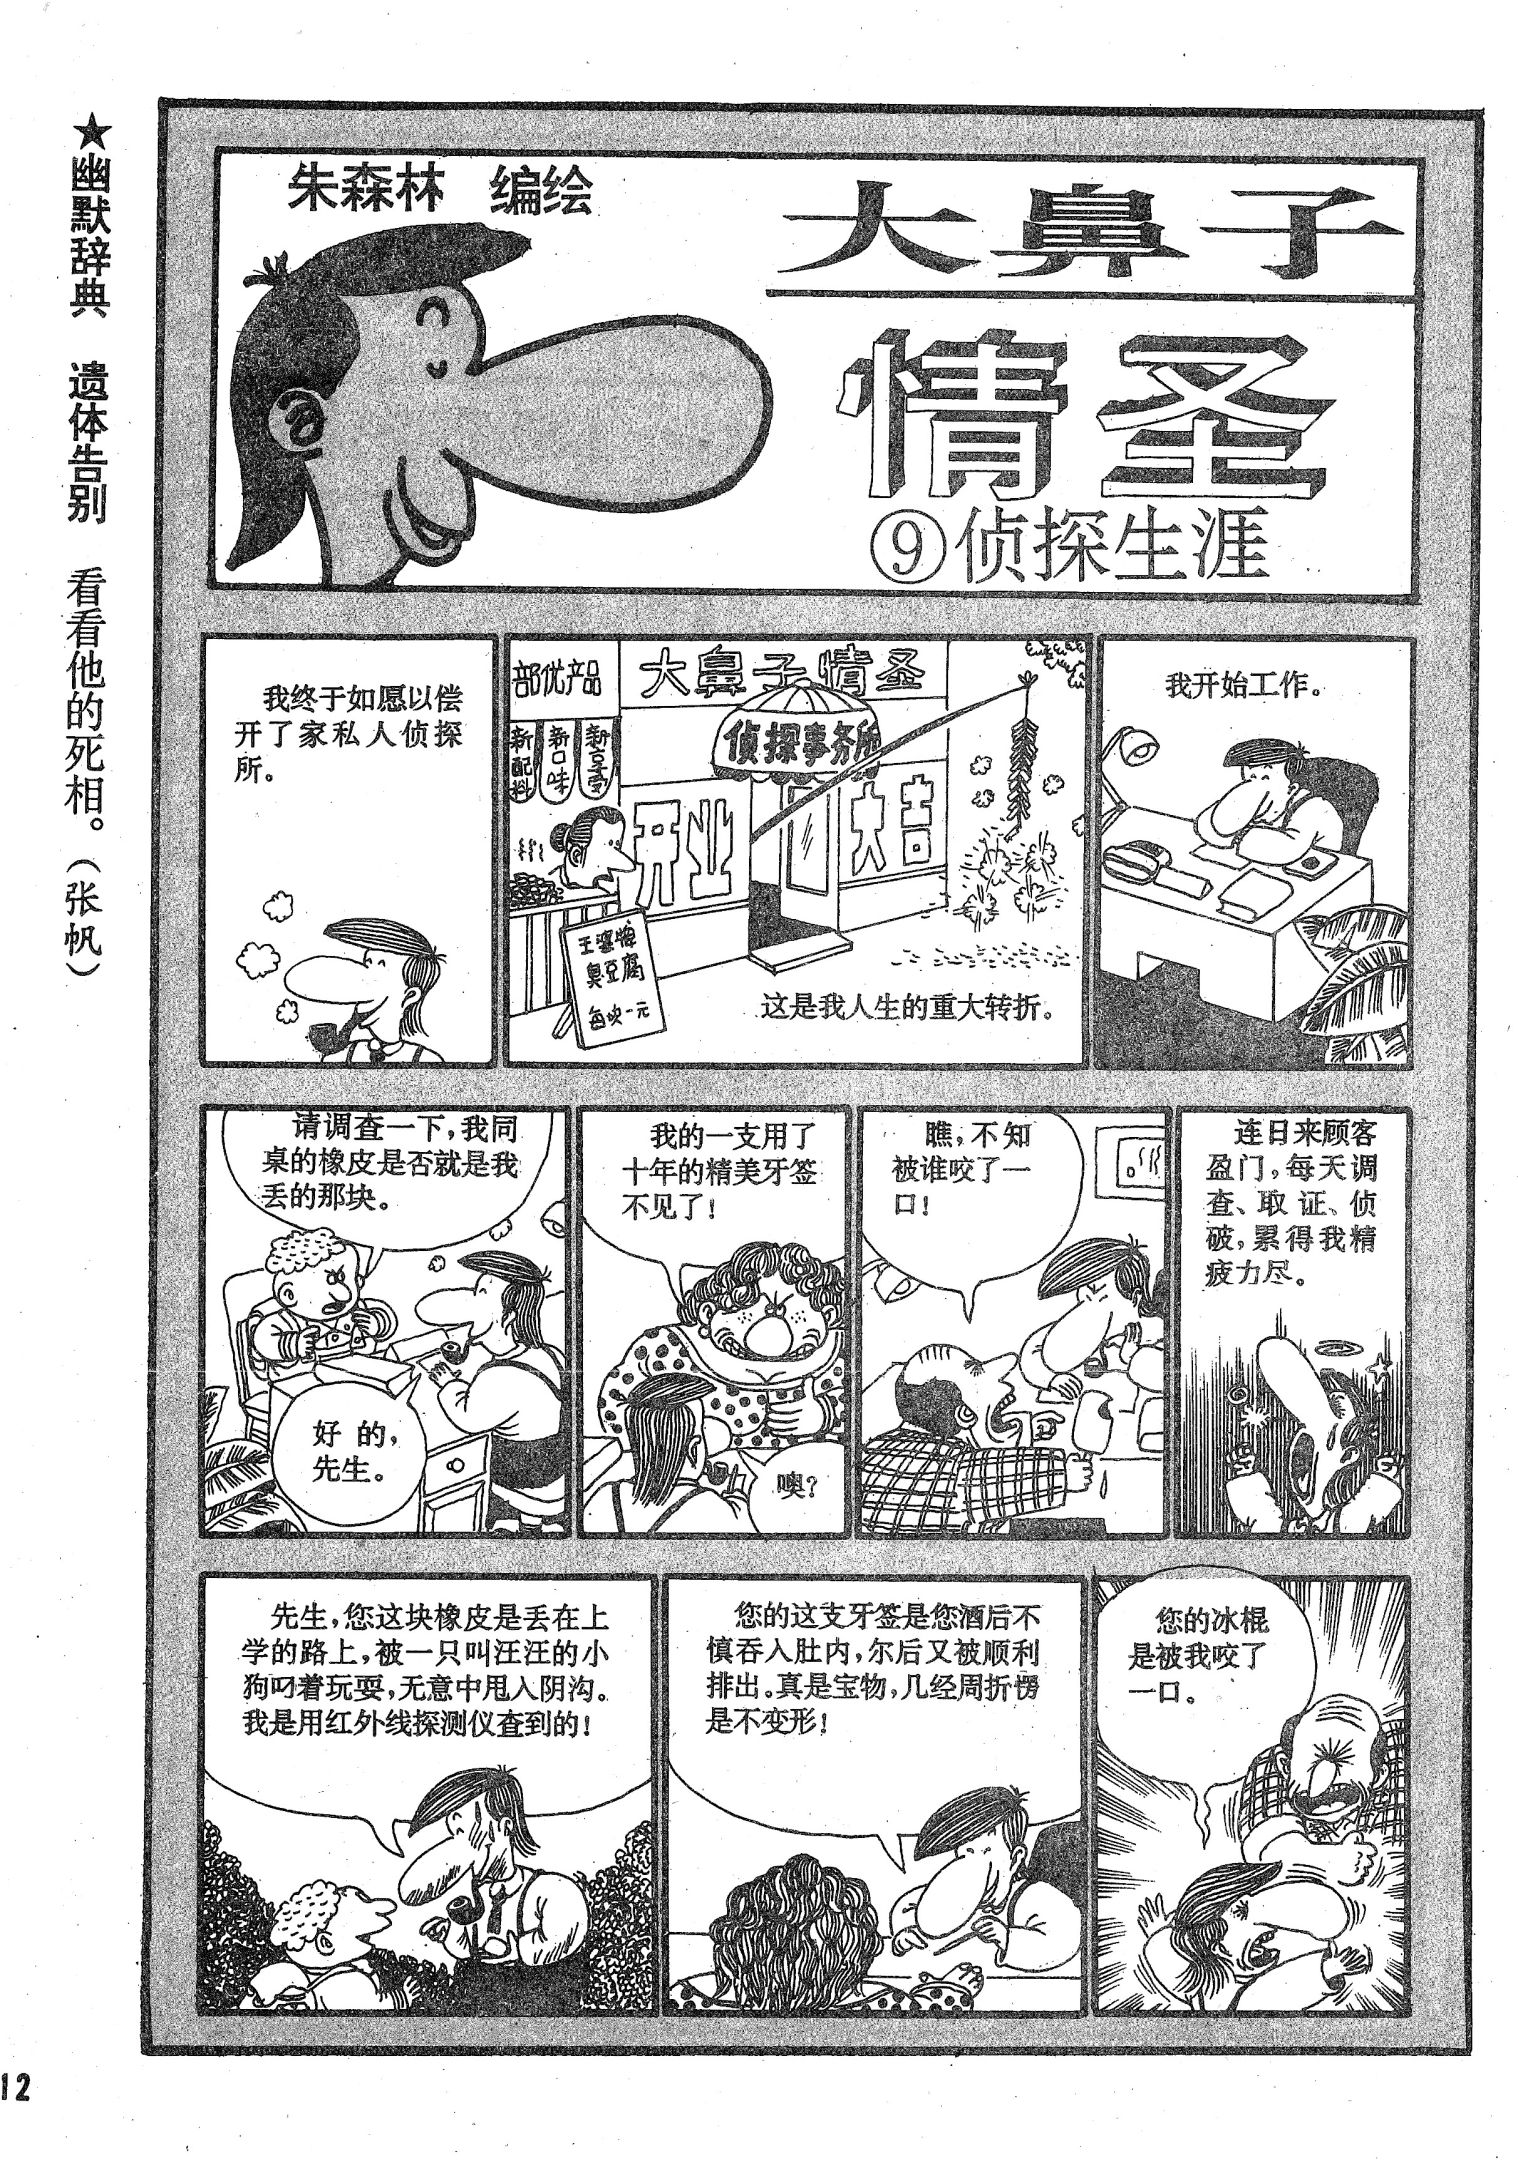 ★幽默辞典 遗体告别 看看他的死相。(张帆)
朱森林 编绘
大鼻子
情圣
⑨侦探生涯
我终于如愿以偿
开了家私人侦探
所。
部优产品
新配料
新口味
新享受
大鼻子情圣
侦探事务所
开业
大吉
王婆牌
臭豆腐
每块一元
这是我人生的重大转折。
我开始工作。
请调查一下,我同
桌的橡皮是否就是我
丢的那块。
好的,
先生。
我的一支用了
十年的精美牙签
不见了!
噢?
瞧,不知
被谁咬了一
口!
连日来顾客
盈门,每天调
查、取证、侦
破,累得我精
疲力尽。
先生,您这块橡皮是丢在上
学的路上,被一只叫汪汪的小
狗叼着玩耍,无意中甩入阴沟。
我是用红外线探测仪查到的!
您的这支牙签是您酒后不
慎吞入肚内,尔后又被顺利
排出。真是宝物,几经周折愣
是不变形!
您的冰棍
是被我咬了
一口。
12